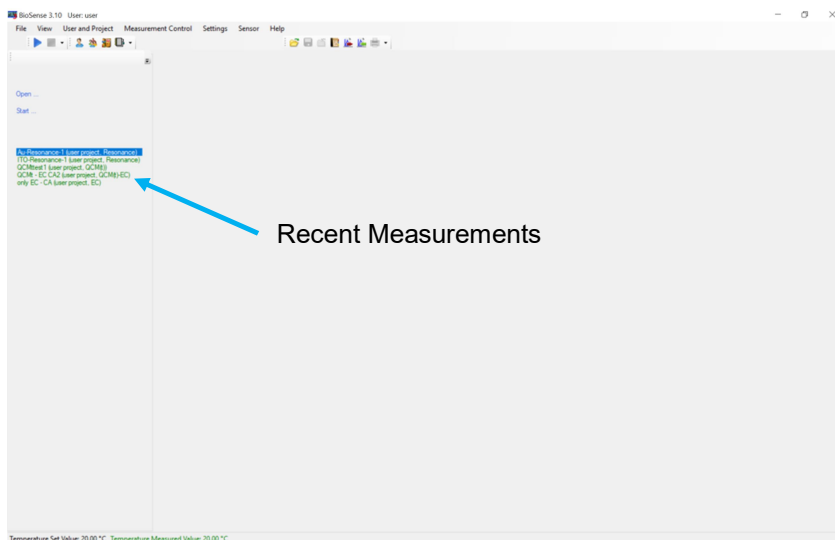 BioSense 3.10 User: user
File View User and Project Measurement Control Settings Sensor Help
Open ...
Start ...
Au-Resonance-1 (user project, Resonance)
ITO-Resonance-1 (user project, Resonance)
QCMttest1 (user project, QCM(t))
QCMt - EC CA2 (user project, QCM(t)-EC)
only EC - CA (user project, EC)
Recent Measurements
Temperature Set Value: 20.00 °C Temperature Measured Value: 20.00 °C